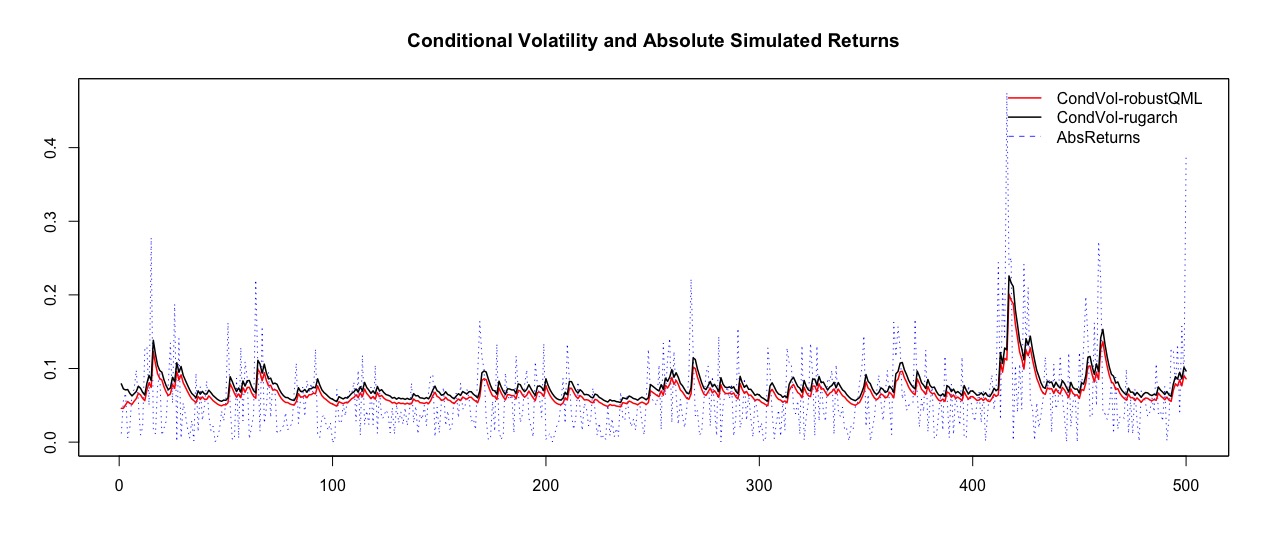 Conditional Volatility and Absolute Simulated Returns
CondVol-robustQML
CondVol-rugarch
AbsReturns
0.4
0.3
0.2
0.1
0.0
0 100 200 300 400 500